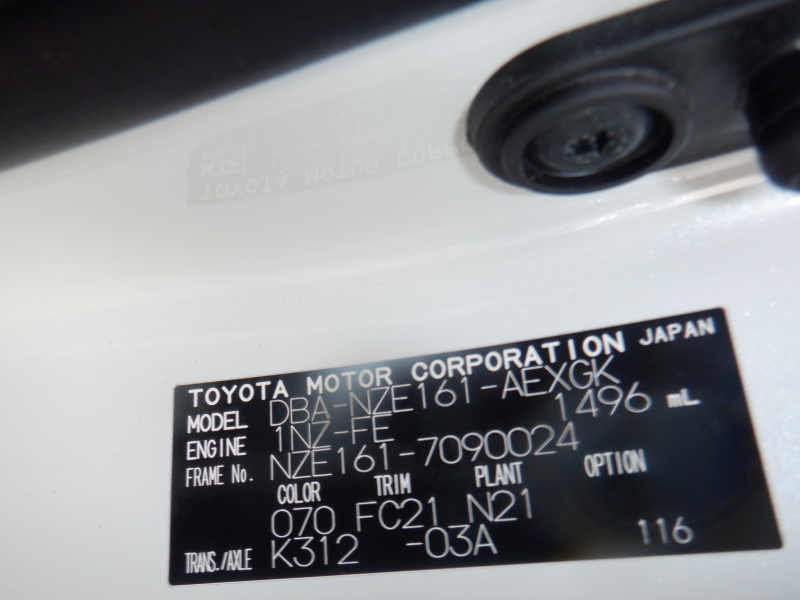 TOYOTA MOTOR CORPORATION JAPAN
MODEL DBA-NZE161-AEXGK
ENGINE 1NZ-FE 1496 mL
FRAME No. NZE161-7090024
COLOR TRIM PLANT OPTION
070 FC21 N21
TRANS./AXLE K312 -03A 116